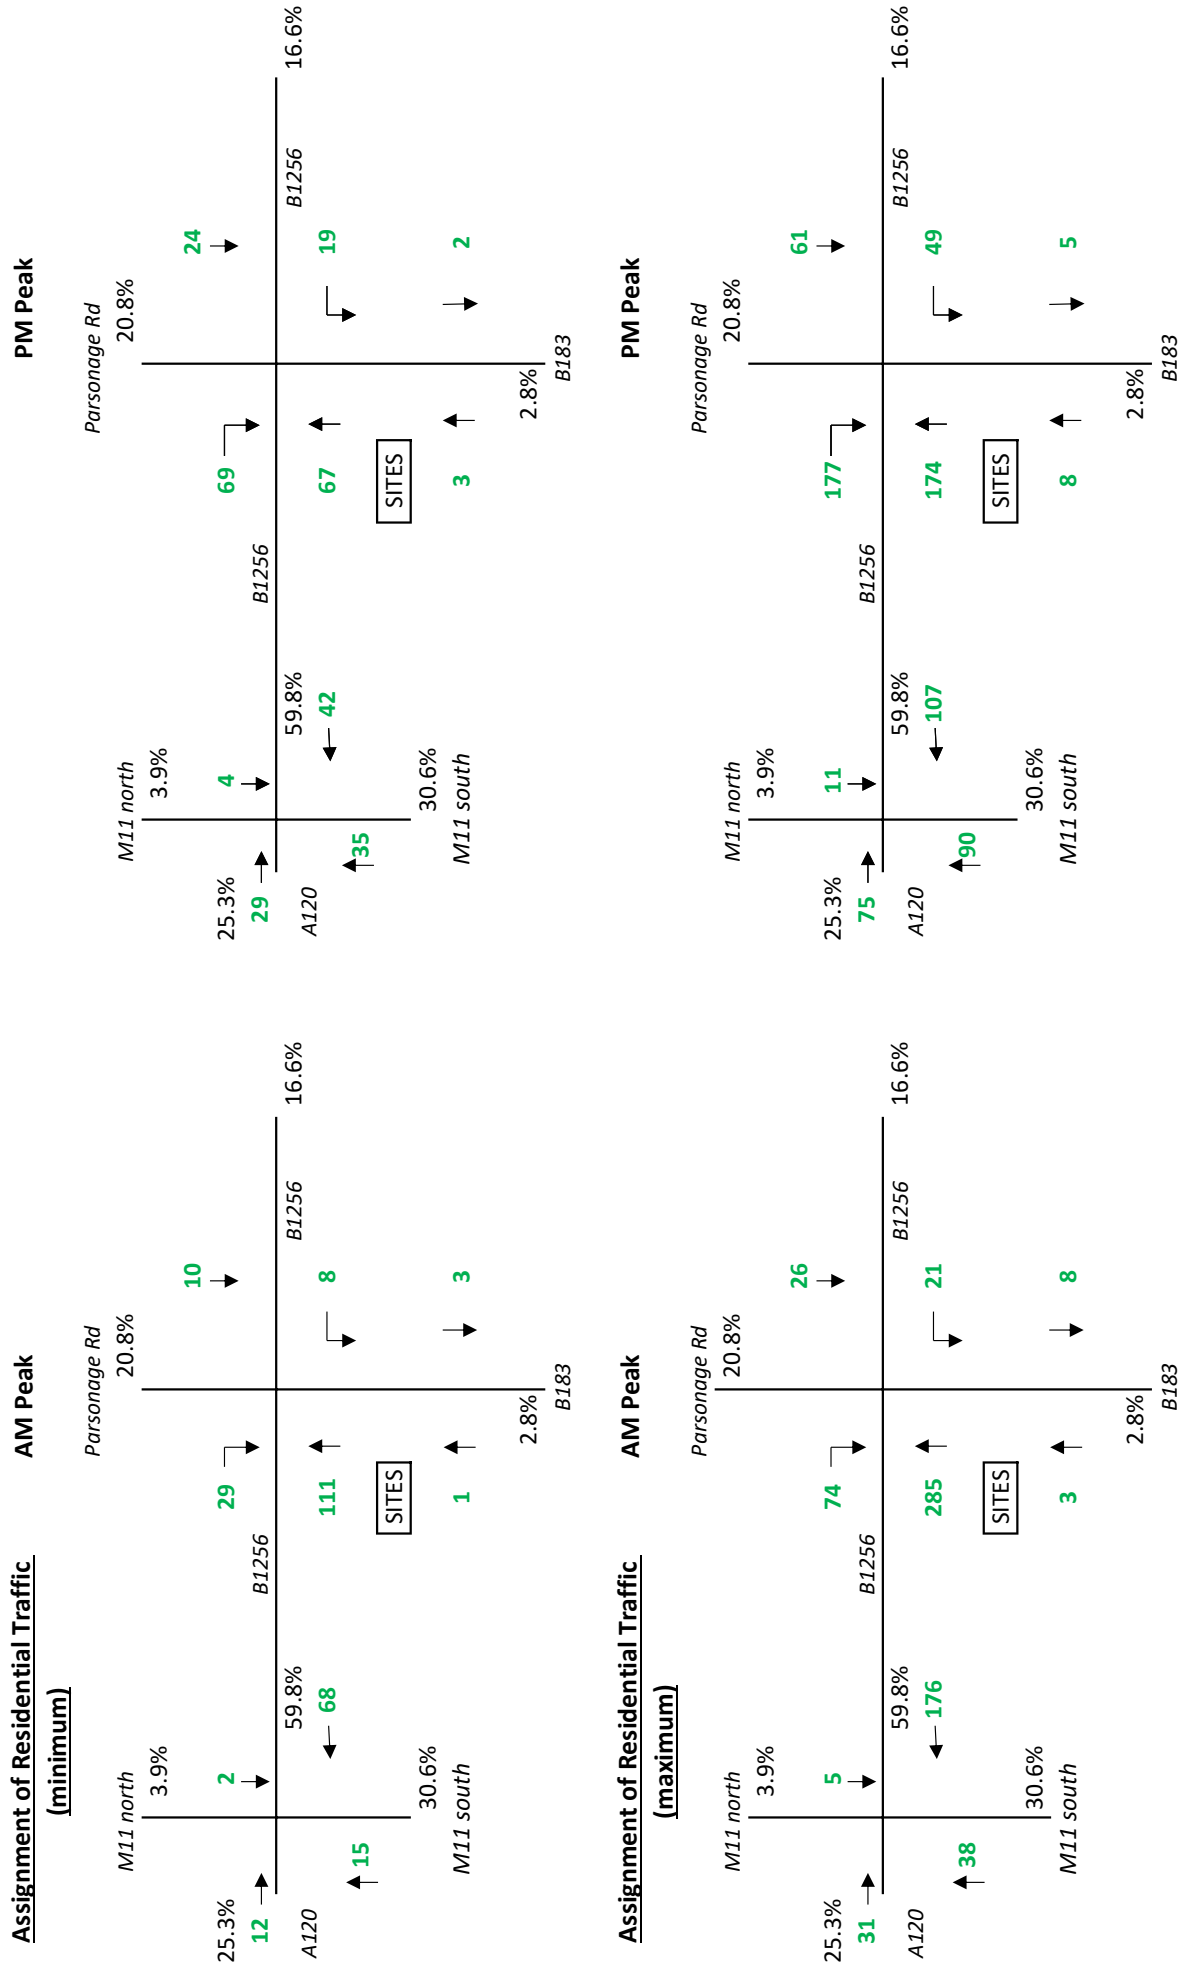 Assignment of Residential Traffic
(minimum)
AM Peak
M11 north
3.9%
2
25.3%
12
A120
15
30.6%
M11 south
59.8%
68
B1256
Parsonage Rd
20.8%
29
10
111
8
SITES
1
3
2.8%
B183
B1256
16.6%
PM Peak
M11 north
3.9%
4
25.3%
29
A120
35
30.6%
M11 south
59.8%
42
B1256
Parsonage Rd
20.8%
69
24
67
19
SITES
3
2
2.8%
B183
B1256
16.6%
Assignment of Residential Traffic
(maximum)
AM Peak
M11 north
3.9%
5
25.3%
31
A120
38
30.6%
M11 south
59.8%
176
B1256
Parsonage Rd
20.8%
74
26
285
21
SITES
3
8
2.8%
B183
B1256
16.6%
PM Peak
M11 north
3.9%
11
25.3%
75
A120
90
30.6%
M11 south
59.8%
107
B1256
Parsonage Rd
20.8%
177
61
174
49
SITES
8
5
2.8%
B183
B1256
16.6%